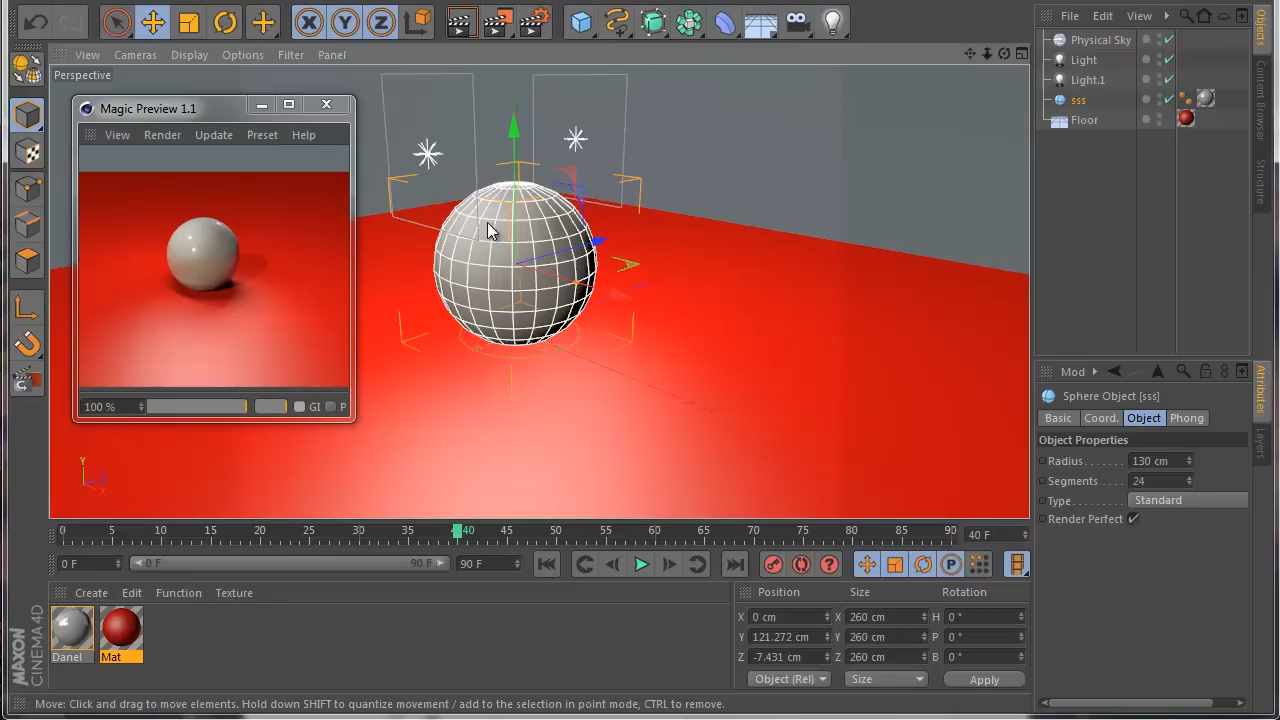 X Y Z
File Edit View
View Cameras Display Options Filter Panel
Perspective
Magic Preview 1.1
View Render Update Preset Help
100 % GI P
Y
Z
X
Physical Sky
Light
Light.1
sss
Floor
Objects
Content Browser
Structure
Mod
Sphere Object [sss]
Basic Coord. Object Phong
Object Properties
Radius . . . . . . . 130 cm
Segments . . . . 24
Type . . . . . . . . . Standard
Render Perfect
Attributes
Layers
0 5 10 15 20 25 30 35 40 45 50 55 60 65 70 75 80 85 90 40 F
0 F 0 F 90 F 90 F
P
Create Edit Function Texture
Danel Mat
MAXON
CINEMA 4D
Position Size Rotation
X 0 cm X 260 cm H 0 °
Y 121.272 cm Y 260 cm P 0 °
Z -7.431 cm Z 260 cm B 0 °
Object (Rel) Size Apply
Move: Click and drag to move elements. Hold down SHIFT to quantize movement / add to the selection in point mode, CTRL to remove.